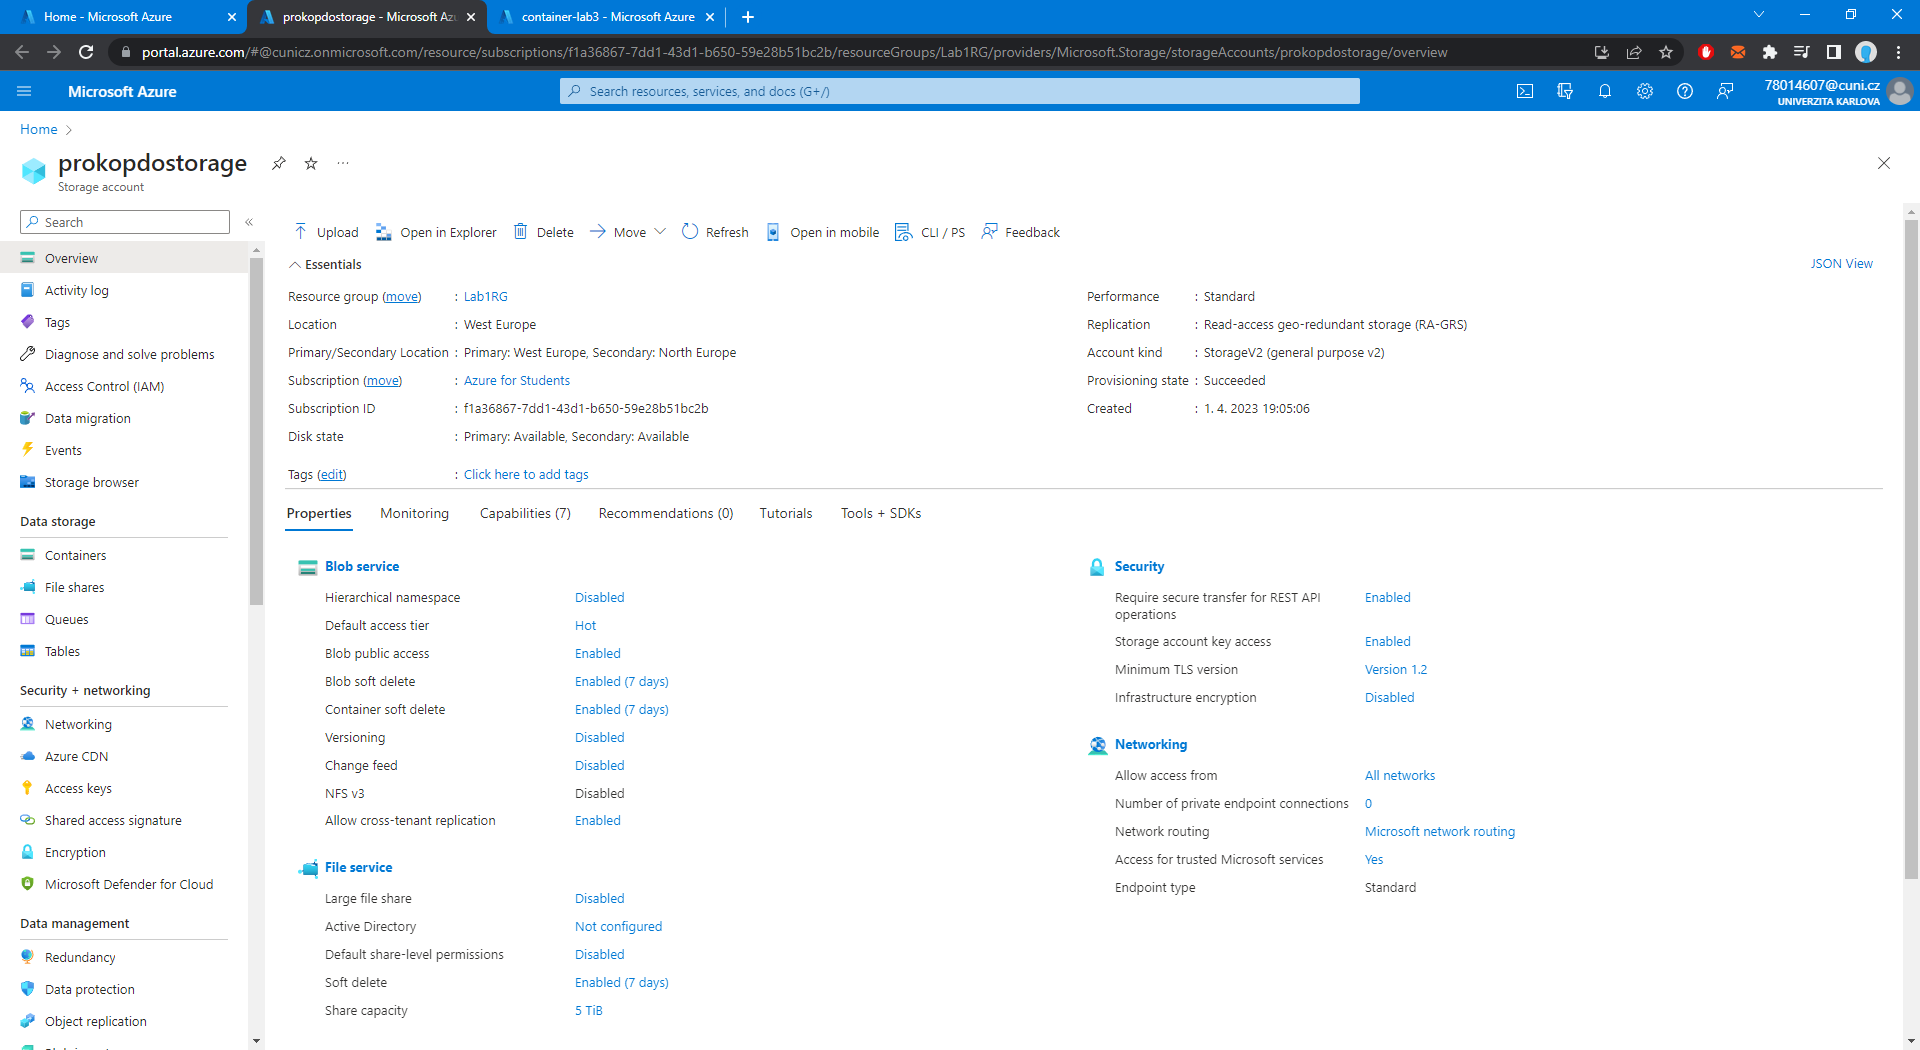 Home - Microsoft Azure
prokopdostorage - Microsoft Az
container-lab3 - Microsoft Azure
portal.azure.com/#@cunicz.onmicrosoft.com/resource/subscriptions/f1a36867-7dd1-43d1-b650-59e28b51bc2b/resourceGroups/Lab1RG/providers/Microsoft.Storage/storageAccounts/prokopdostorage/overview
Microsoft Azure
Search resources, services, and docs (G+/)
78014607@cuni.cz
UNIVERZITA KARLOVA
Home
prokopdostorage
Storage account
Search
Overview
Activity log
Tags
Diagnose and solve problems
Access Control (IAM)
Data migration
Events
Storage browser
Data storage
Containers
File shares
Queues
Tables
Security + networking
Networking
Azure CDN
Access keys
Shared access signature
Encryption
Microsoft Defender for Cloud
Data management
Redundancy
Data protection
Object replication
Upload Open in Explorer Delete Move Refresh Open in mobile CLI / PS Feedback
Essentials
JSON View
Resource group (move) : Lab1RG
Location : West Europe
Primary/Secondary Location : Primary: West Europe, Secondary: North Europe
Subscription (move) : Azure for Students
Subscription ID : f1a36867-7dd1-43d1-b650-59e28b51bc2b
Disk state : Primary: Available, Secondary: Available
Tags (edit) : Click here to add tags
Performance : Standard
Replication : Read-access geo-redundant storage (RA-GRS)
Account kind : StorageV2 (general purpose v2)
Provisioning state : Succeeded
Created : 1. 4. 2023 19:05:06
Properties Monitoring Capabilities (7) Recommendations (0) Tutorials Tools + SDKs
Blob service
Hierarchical namespace Disabled
Default access tier Hot
Blob public access Enabled
Blob soft delete Enabled (7 days)
Container soft delete Enabled (7 days)
Versioning Disabled
Change feed Disabled
NFS v3 Disabled
Allow cross-tenant replication Enabled
File service
Large file share Disabled
Active Directory Not configured
Default share-level permissions Disabled
Soft delete Enabled (7 days)
Share capacity 5 TiB
Security
Require secure transfer for REST API Enabled
operations
Storage account key access Enabled
Minimum TLS version Version 1.2
Infrastructure encryption Disabled
Networking
Allow access from All networks
Number of private endpoint connections 0
Network routing Microsoft network routing
Access for trusted Microsoft services Yes
Endpoint type Standard